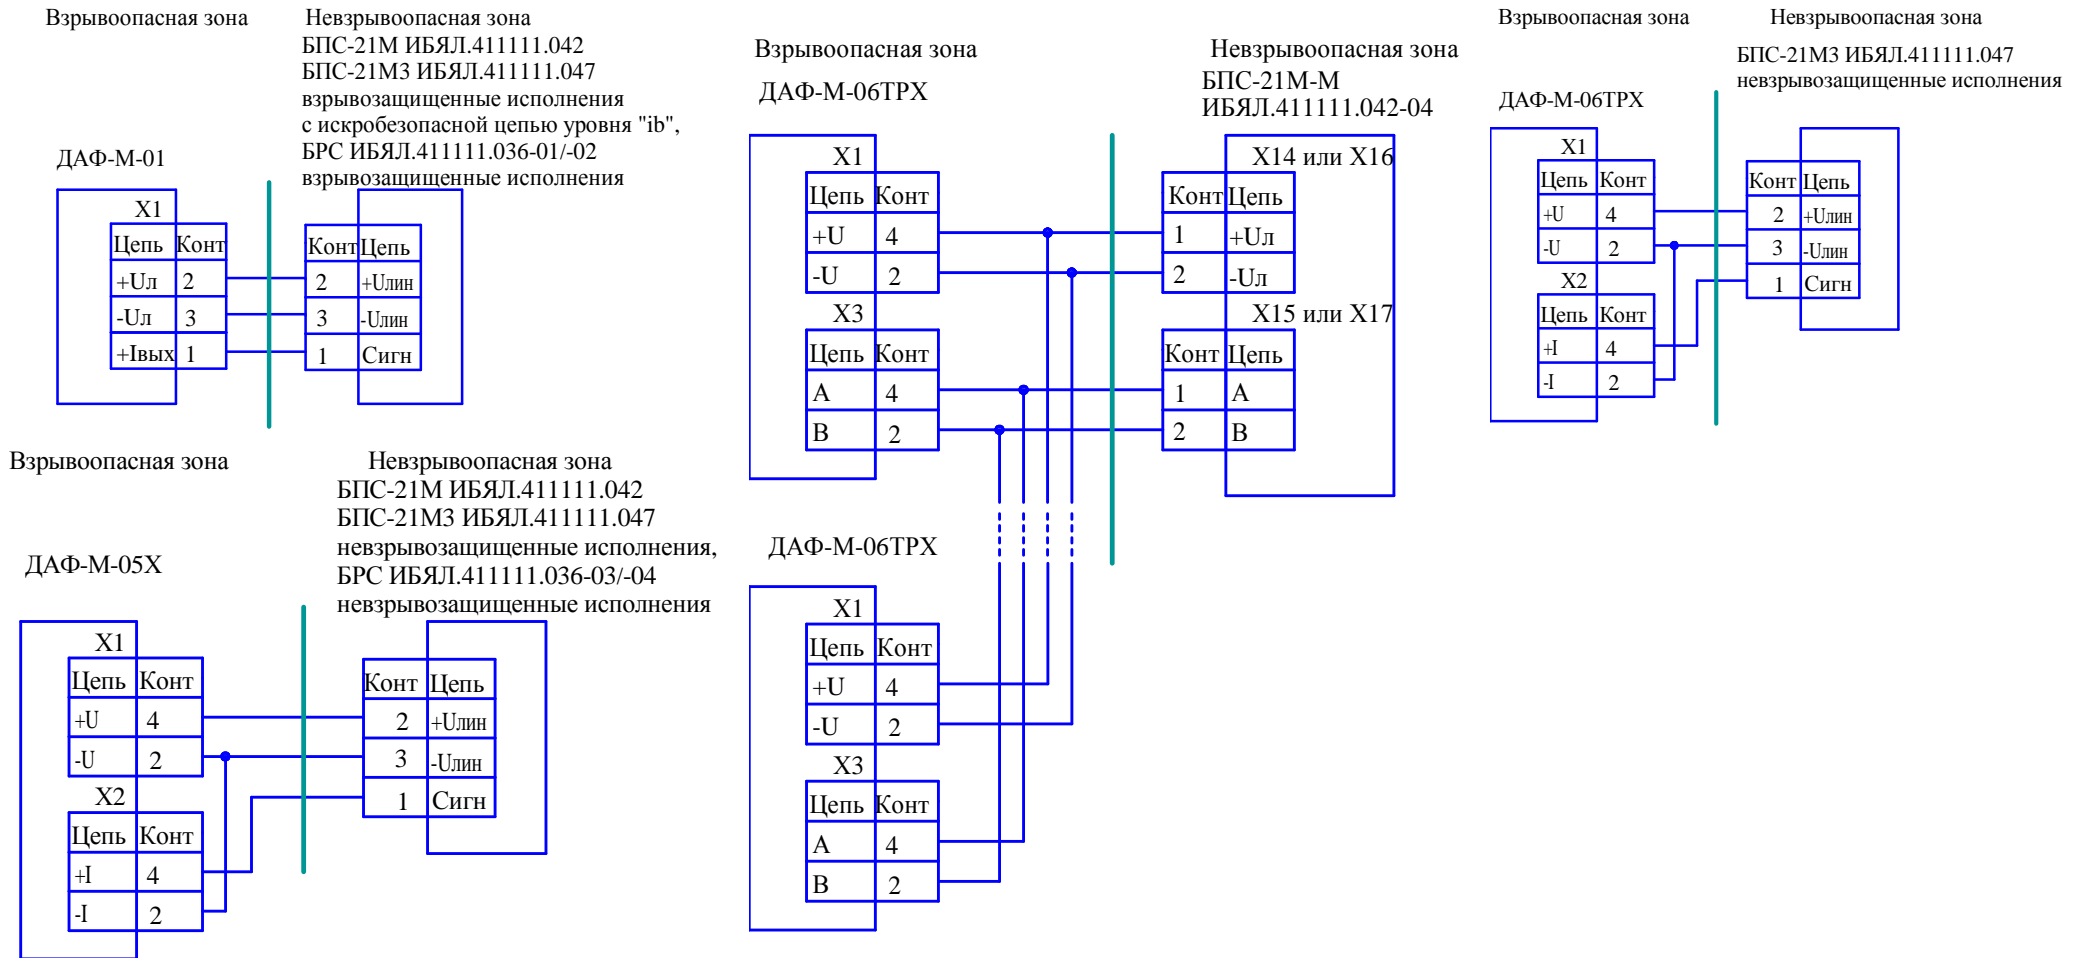 Взрывоопасная зона
Невзрывоопасная зона
БПС-21М ИБЯЛ.411111.042
БПС-21М3 ИБЯЛ.411111.047
взрывозащищенные исполнения
с искробезопасной цепью уровня "ib",
БРС ИБЯЛ.411111.036-01/-02
взрывозащищенные исполнения
ДАФ-М-01
X1
Цепь Конт
+Uл 2
-Uл 3
+Iвых 1
Конт Цепь
2 +Uлин
3 -Uлин
1 Сигн
Взрывоопасная зона
Невзрывоопасная зона
БПС-21М ИБЯЛ.411111.042
БПС-21М3 ИБЯЛ.411111.047
невзрывозащищенные исполнения,
БРС ИБЯЛ.411111.036-03/-04
невзрывозащищенные исполнения
ДАФ-М-05Х
X1
Цепь Конт
+U 4
-U 2
X2
Цепь Конт
+I 4
-I 2
Конт Цепь
2 +Uлин
3 -Uлин
1 Сигн
Взрывоопасная зона
Невзрывоопасная зона
ДАФ-М-06ТРХ
БПС-21М-М
ИБЯЛ.411111.042-04
X1
Цепь Конт
+U 4
-U 2
X3
Цепь Конт
A 4
B 2
X14 или X16
Конт Цепь
1 +Uл
2 -Uл
X15 или X17
Конт Цепь
1 A
2 B
ДАФ-М-06ТРХ
X1
Цепь Конт
+U 4
-U 2
X3
Цепь Конт
A 4
B 2
Взрывоопасная зона
Невзрывоопасная зона
БПС-21М3 ИБЯЛ.411111.047
невзрывозащищенные исполнения
ДАФ-М-06ТРХ
X1
Цепь Конт
+U 4
-U 2
X2
Цепь Конт
+I 4
-I 2
Конт Цепь
2 +Uлин
3 -Uлин
1 Сигн